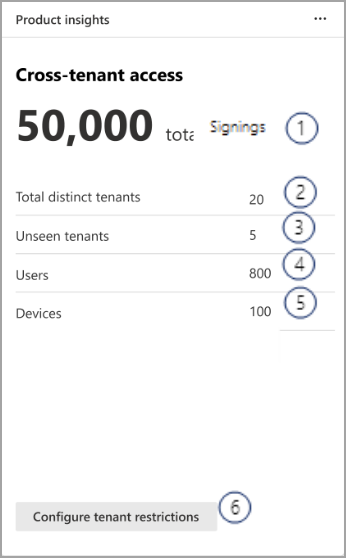 Product insights ...
Cross-tenant access
50,000 Signings 1
Total distinct tenants 20 2
Unseen tenants 5 3
Users 800 4
Devices 100 5
Configure tenant restrictions 6